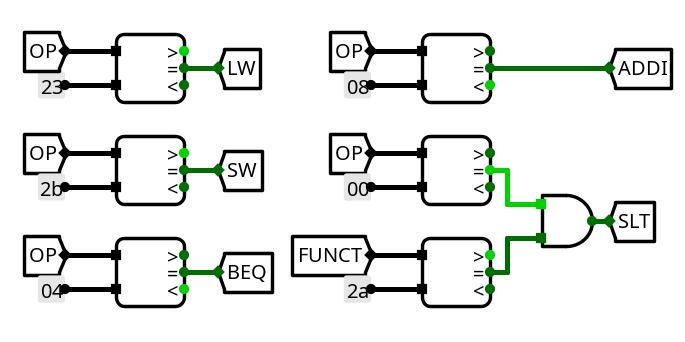 OP > = < LW
23
OP > = < ADDI
08
OP > = < SW
2b
OP > = <
00
SLT
OP > = < BEQ
04
FUNCT > = <
2a